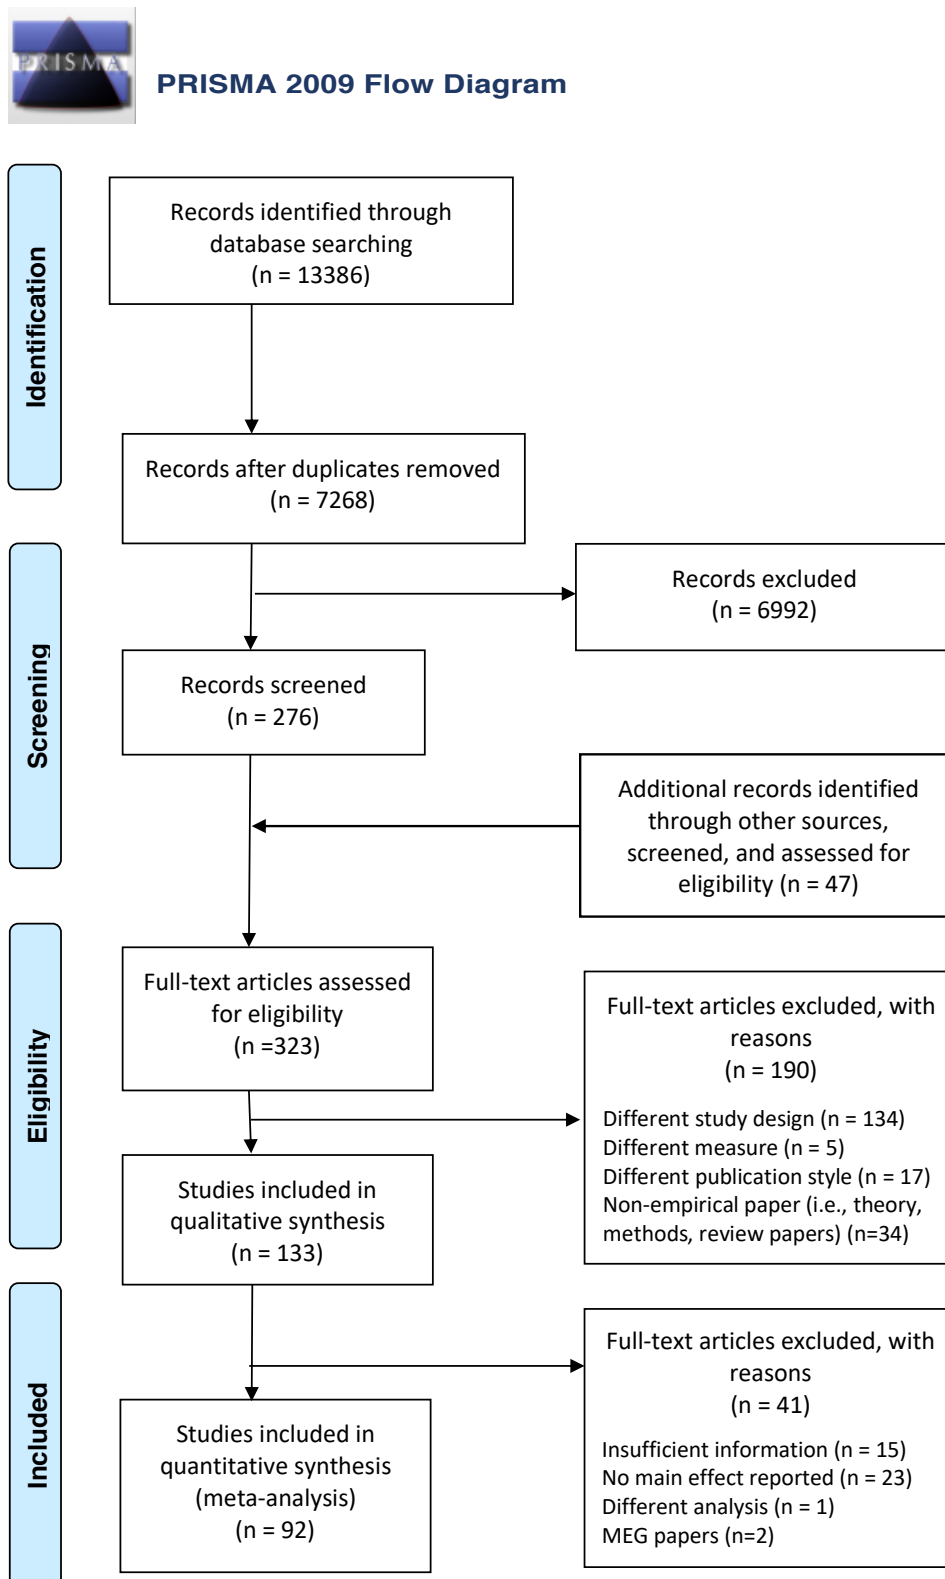 PRISMA
PRISMA 2009 Flow Diagram
Identification
Records identified through
database searching
(n = 13386)
Records after duplicates removed
(n = 7268)
Screening
Records excluded
(n = 6992)
Records screened
(n = 276)
Additional records identified
through other sources,
screened, and assessed for
eligibility (n = 47)
Eligibility
Full-text articles assessed
for eligibility
(n =323)
Full-text articles excluded, with
reasons
(n = 190)
Different study design (n = 134)
Different measure (n = 5)
Different publication style (n = 17)
Non-empirical paper (i.e., theory,
methods, review papers) (n=34)
Studies included in
qualitative synthesis
(n = 133)
Included
Full-text articles excluded, with
reasons
(n = 41)
Insufficient information (n = 15)
No main effect reported (n = 23)
Different analysis (n = 1)
MEG papers (n=2)
Studies included in
quantitative synthesis
(meta-analysis)
(n = 92)